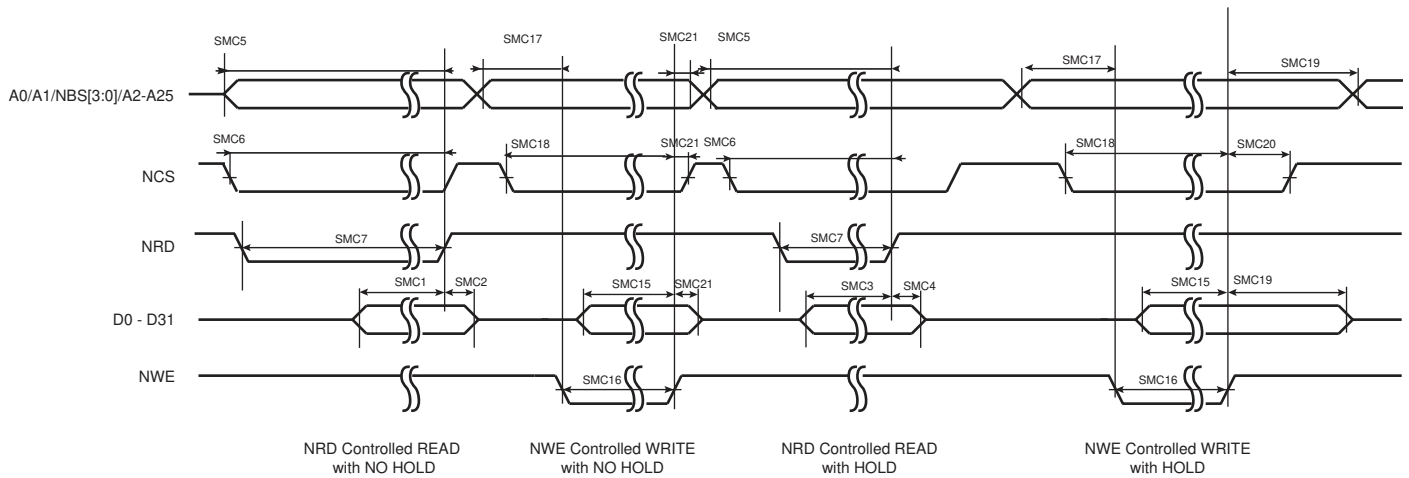 SMC5 SMC17 SMC21 SMC5 SMC17 SMC19
A0/A1/NBS[3:0]/A2-A25
SMC6 SMC18 SMC21 SMC6 SMC18 SMC20
NCS
NRD
SMC7 SMC7
SMC1 SMC2 SMC15 SMC21 SMC3 SMC4 SMC15 SMC19
D0 - D31
NWE
SMC16 SMC16
NRD Controlled READ
with NO HOLD
NWE Controlled WRITE
with NO HOLD
NRD Controlled READ
with HOLD
NWE Controlled WRITE
with HOLD